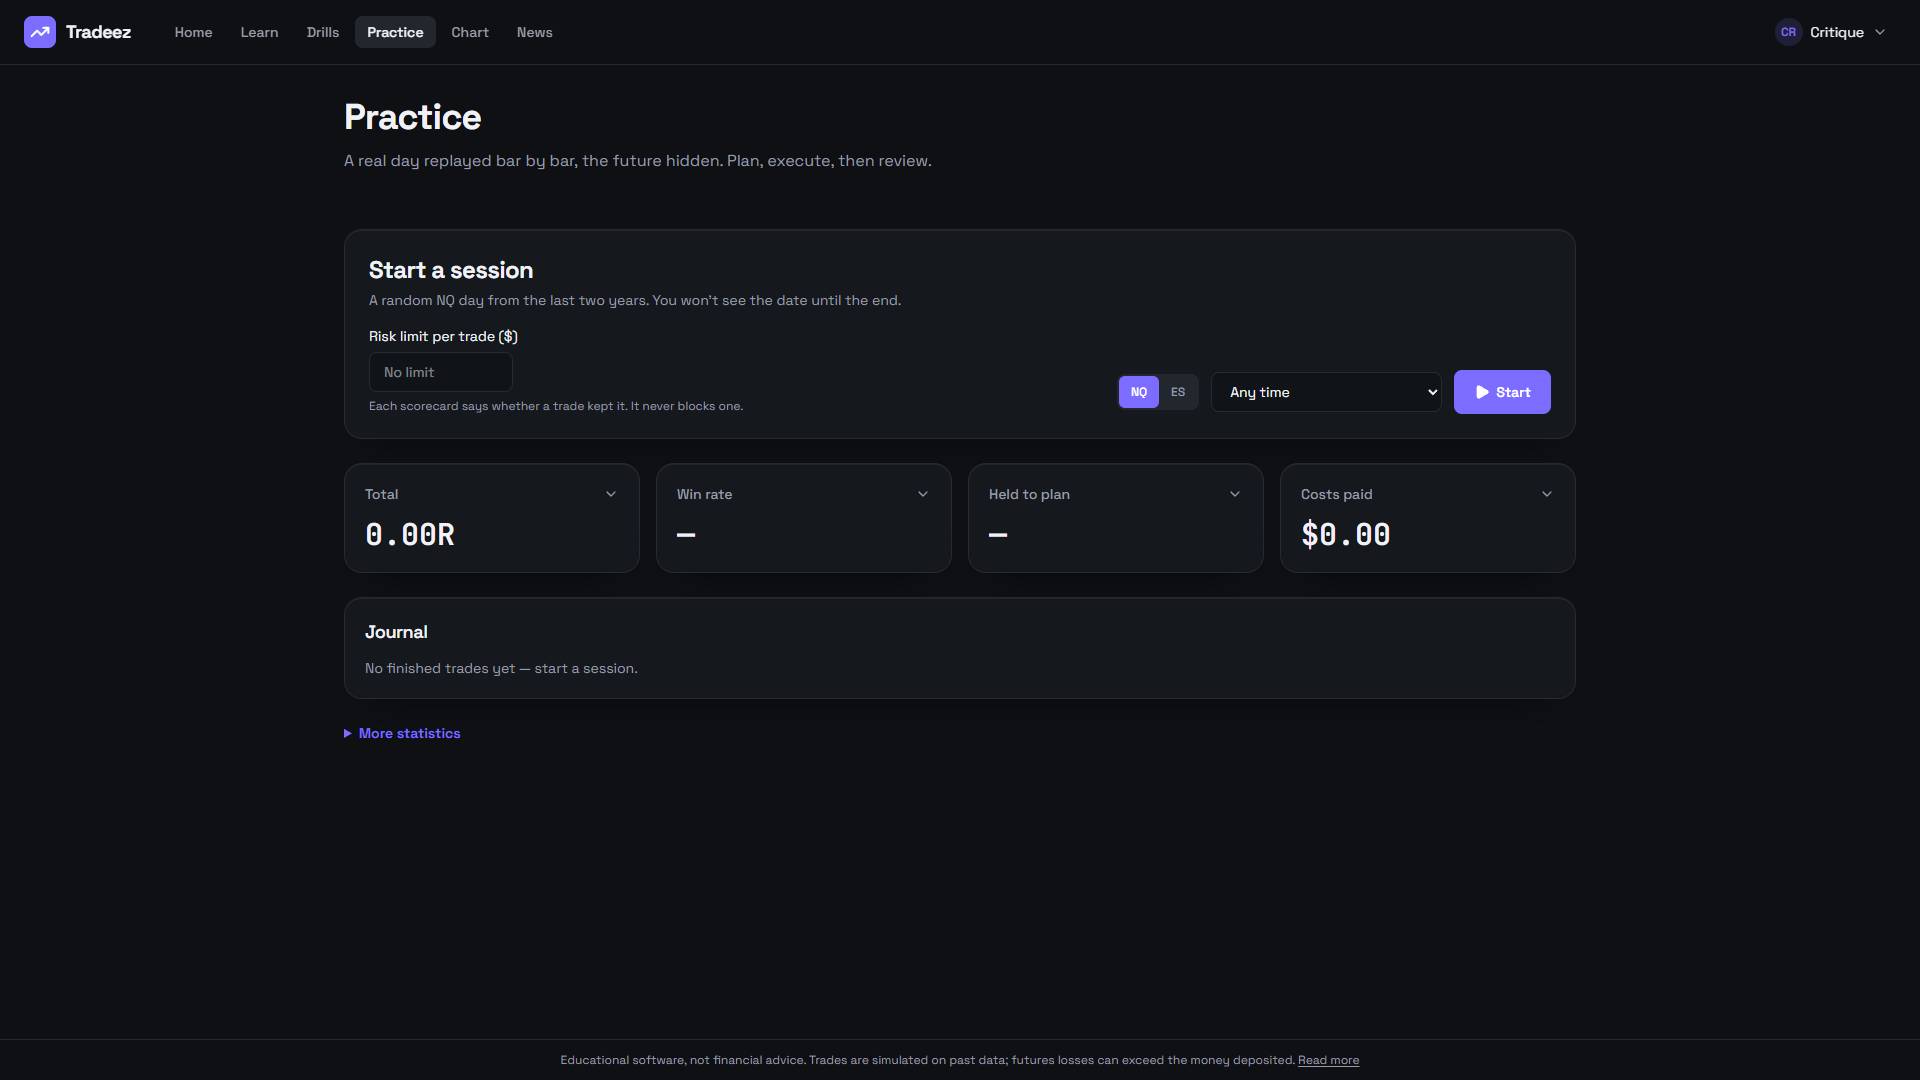 Tradeez
Home
Learn
Drills
Practice
Chart
News
CR
Critique
Practice
A real day replayed bar by bar, the future hidden. Plan, execute, then review.
Start a session
A random NQ day from the last two years. You won't see the date until the end.
Risk limit per trade ($)
No limit
Each scorecard says whether a trade kept it. It never blocks one.
NQ
ES
Any time
Start
Total
0.00R
Win rate
—
Held to plan
—
Costs paid
$0.00
Journal
No finished trades yet — start a session.
More statistics
Educational software, not financial advice. Trades are simulated on past data; futures losses can exceed the money deposited. Read more